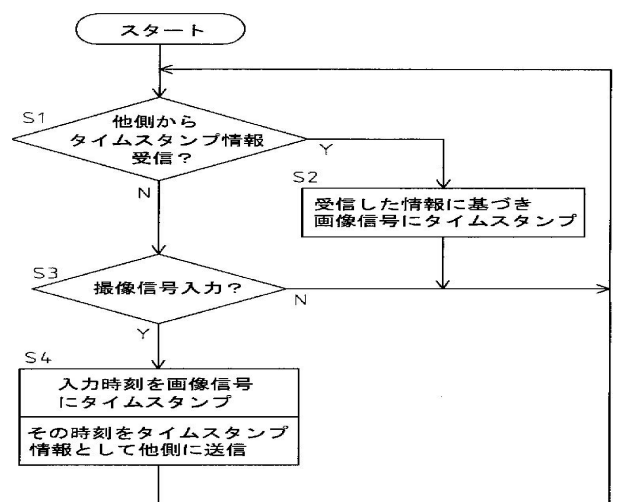 スタート
S1
他側から
タイムスタンプ情報
受信？
Y
N
S2
受信した情報に基づき
画像信号にタイムスタンプ
S3
撮像信号入力？
N
Y
S4
入力時刻を画像信号
にタイムスタンプ
その時刻をタイムスタンプ
情報として他側に送信